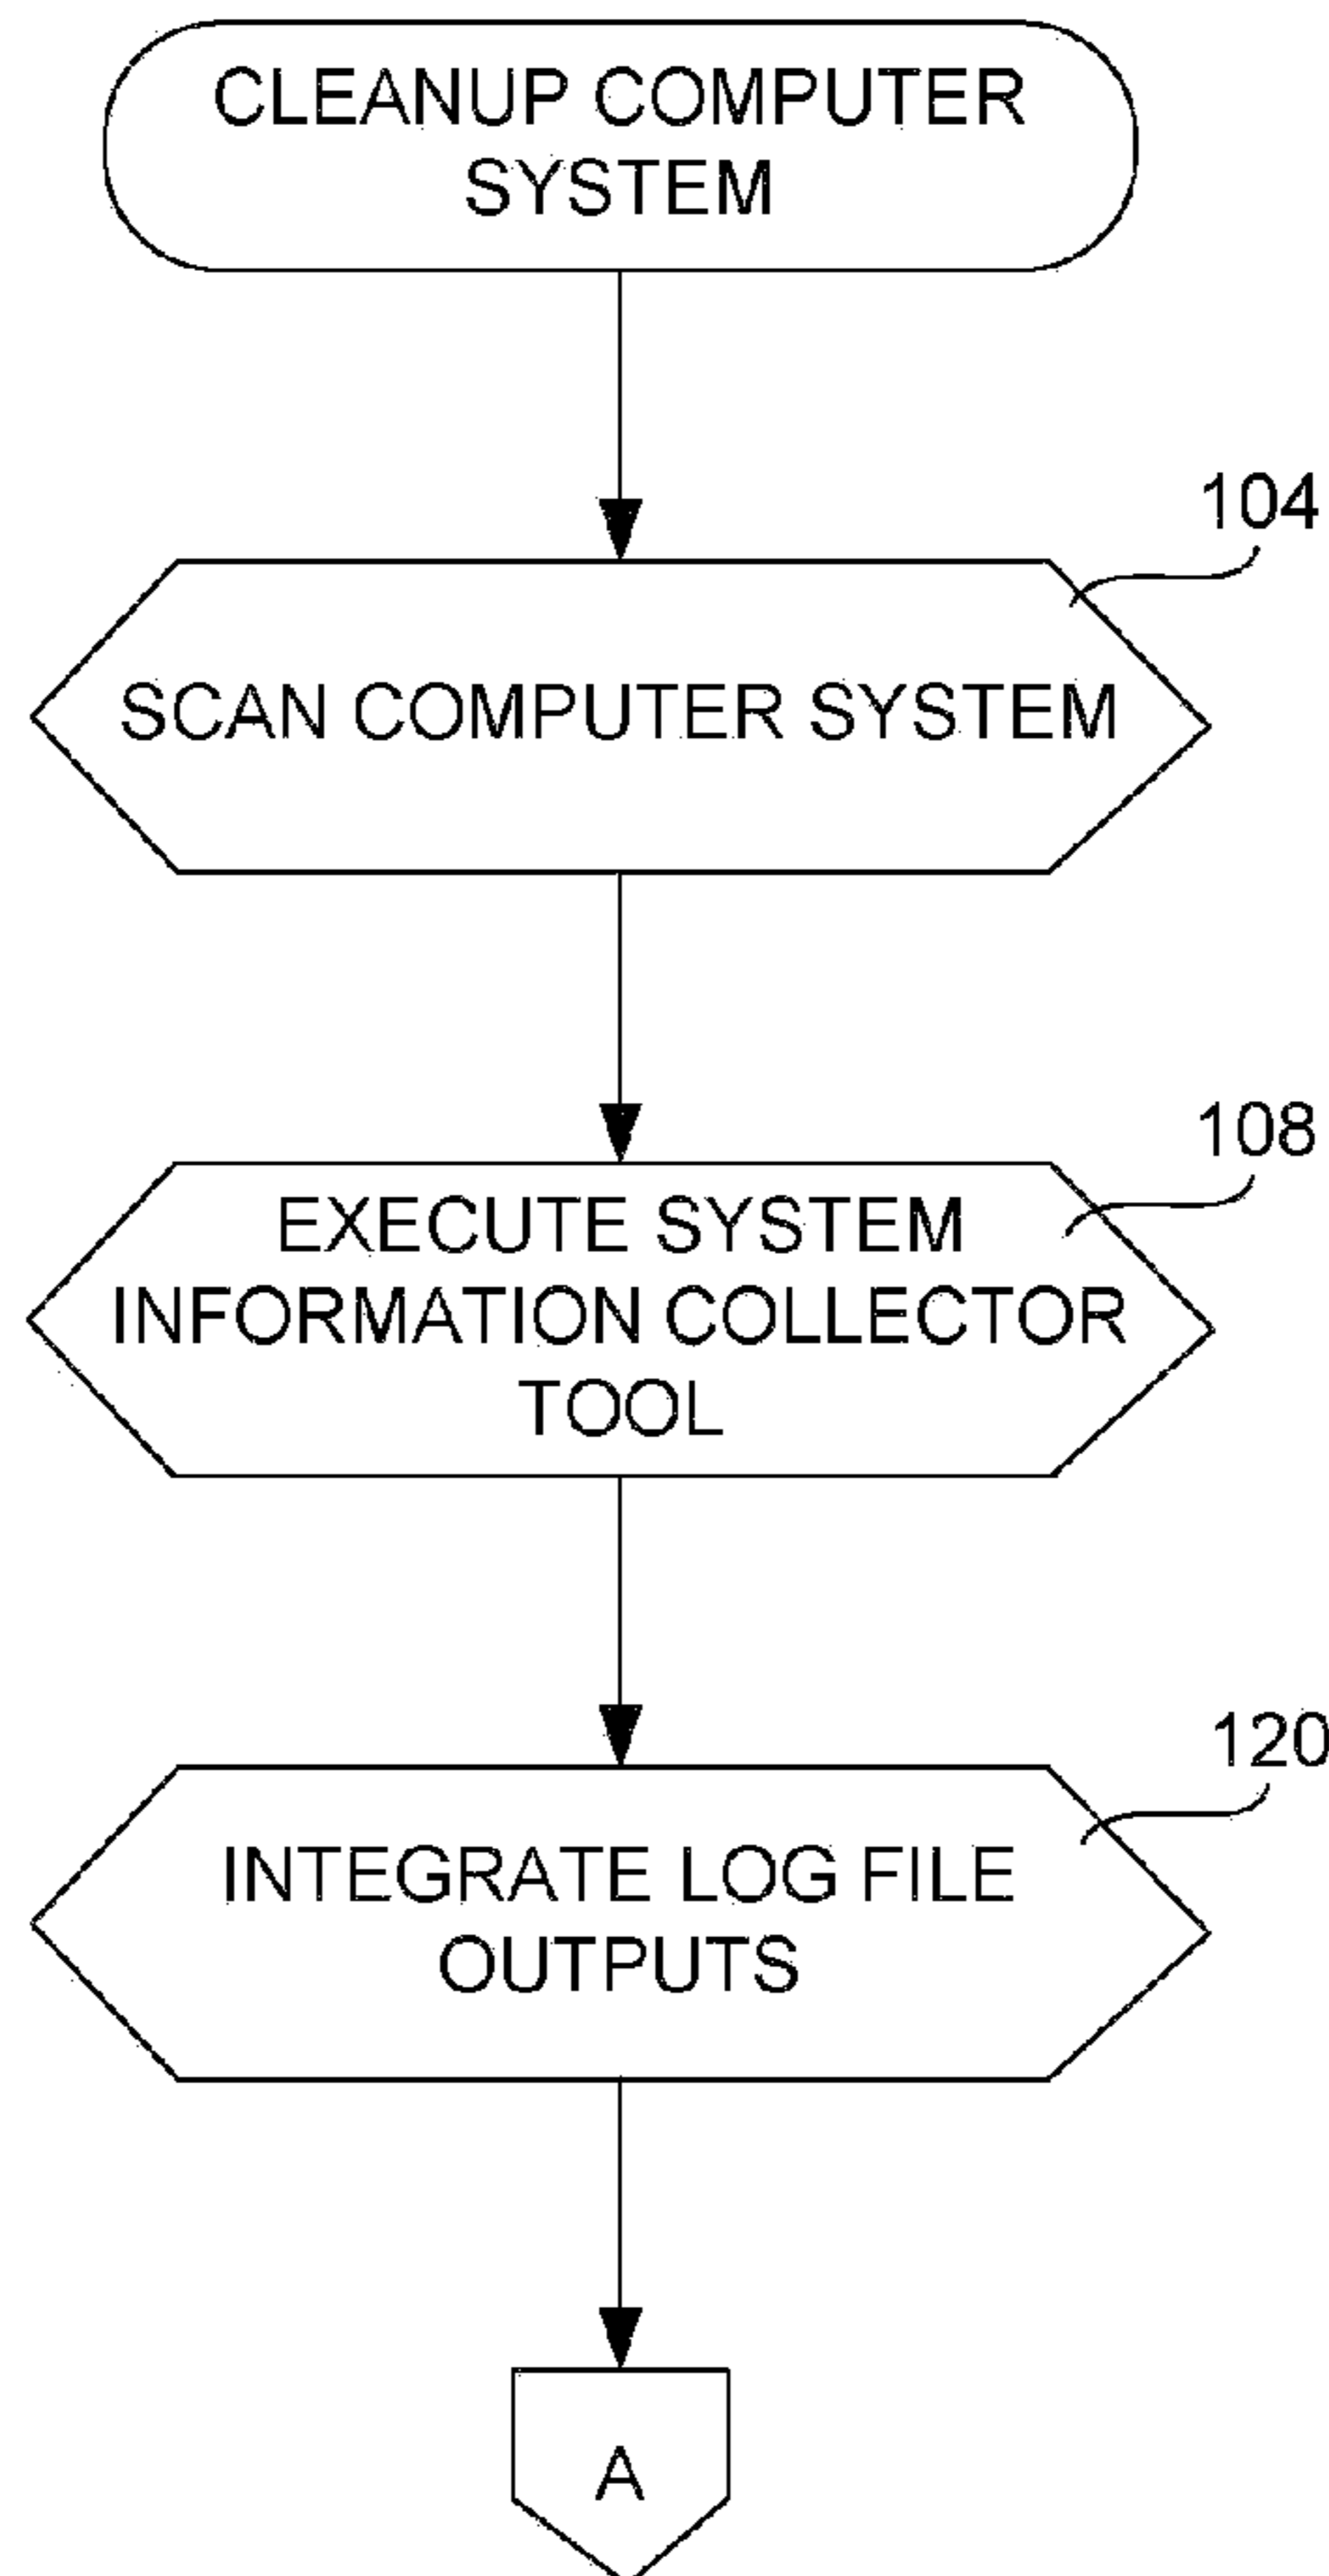 CLEANUP COMPUTER
SYSTEM
104
SCAN COMPUTER SYSTEM
108
EXECUTE SYSTEM
INFORMATION COLLECTOR
TOOL
120
INTEGRATE LOG FILE
OUTPUTS
A